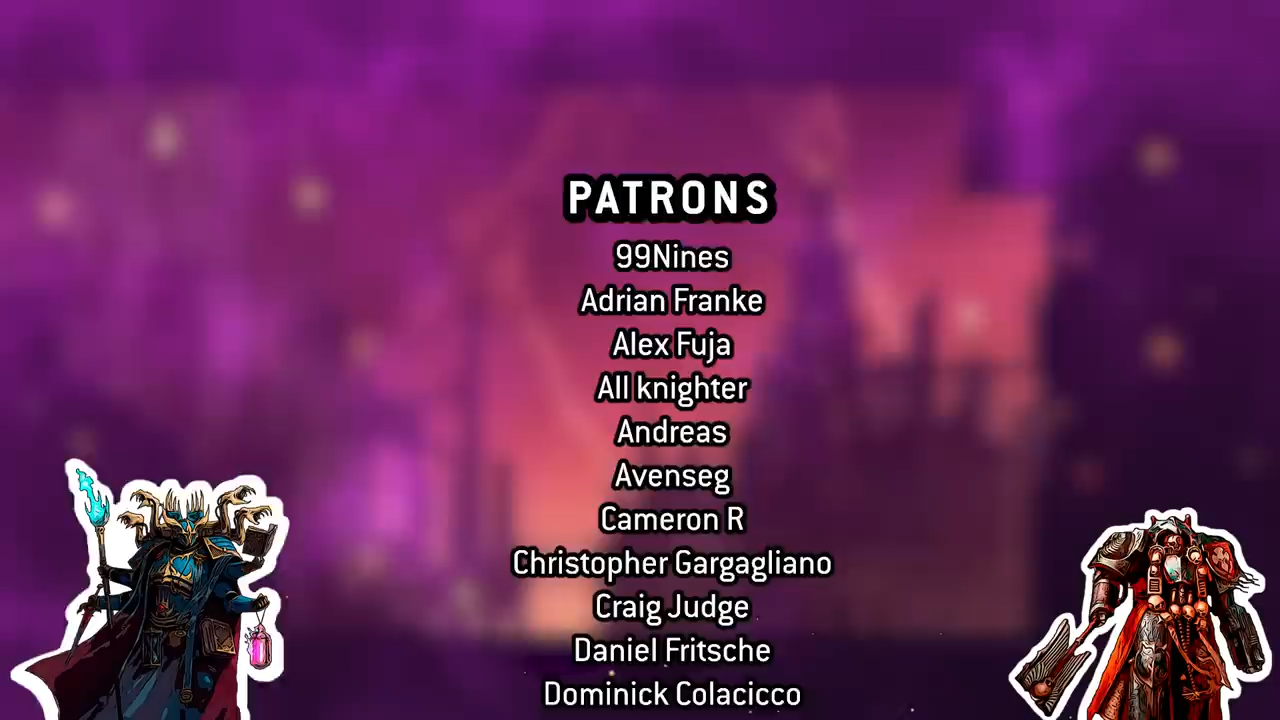 PATRONS
99Nines
Adrian Franke
Alex Fuja
All knighter
Andreas
Avenseg
Cameron R
Christopher Gargagliano
Craig Judge
Daniel Fritsche
Dominick Colacicco